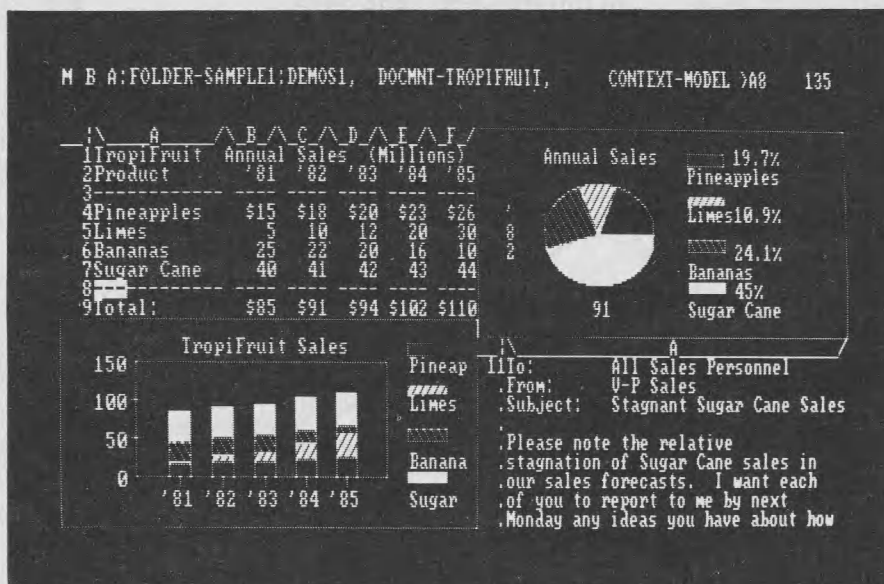 M B A:FOLDER-SAMPLE1:DEMOS1, DOCMNT-TROPIFRUIT, CONTEXT-MODEL >A8 135
A B C D E F
1TropiFruit Annual Sales (Millions)
2Product '81 '82 '83 '84 '85
3
4Pineapples $15 $18 $20 $23 $26
5Limes 5 10 12 20 30
6Bananas 25 22 20 16 10
7Sugar Cane 40 41 42 43 44
8
9Total: $85 $91 $94 $102 $110
Annual Sales
'
8
2
91
19.7%
Pineapples
Limes10.9%
24.1%
Bananas
45%
Sugar Cane
TropiFruit Sales
150
100
50
0
'81 '82 '83 '84 '85
Pineap
Limes
Banana
Sugar
A
11To: All Sales Personnel
.From: V-P Sales
.Subject: Stagnant Sugar Cane Sales
.
.Please note the relative
.stagnation of Sugar Cane sales in
.our sales forecasts. I want each
.of you to report to me by next
.Monday any ideas you have about how